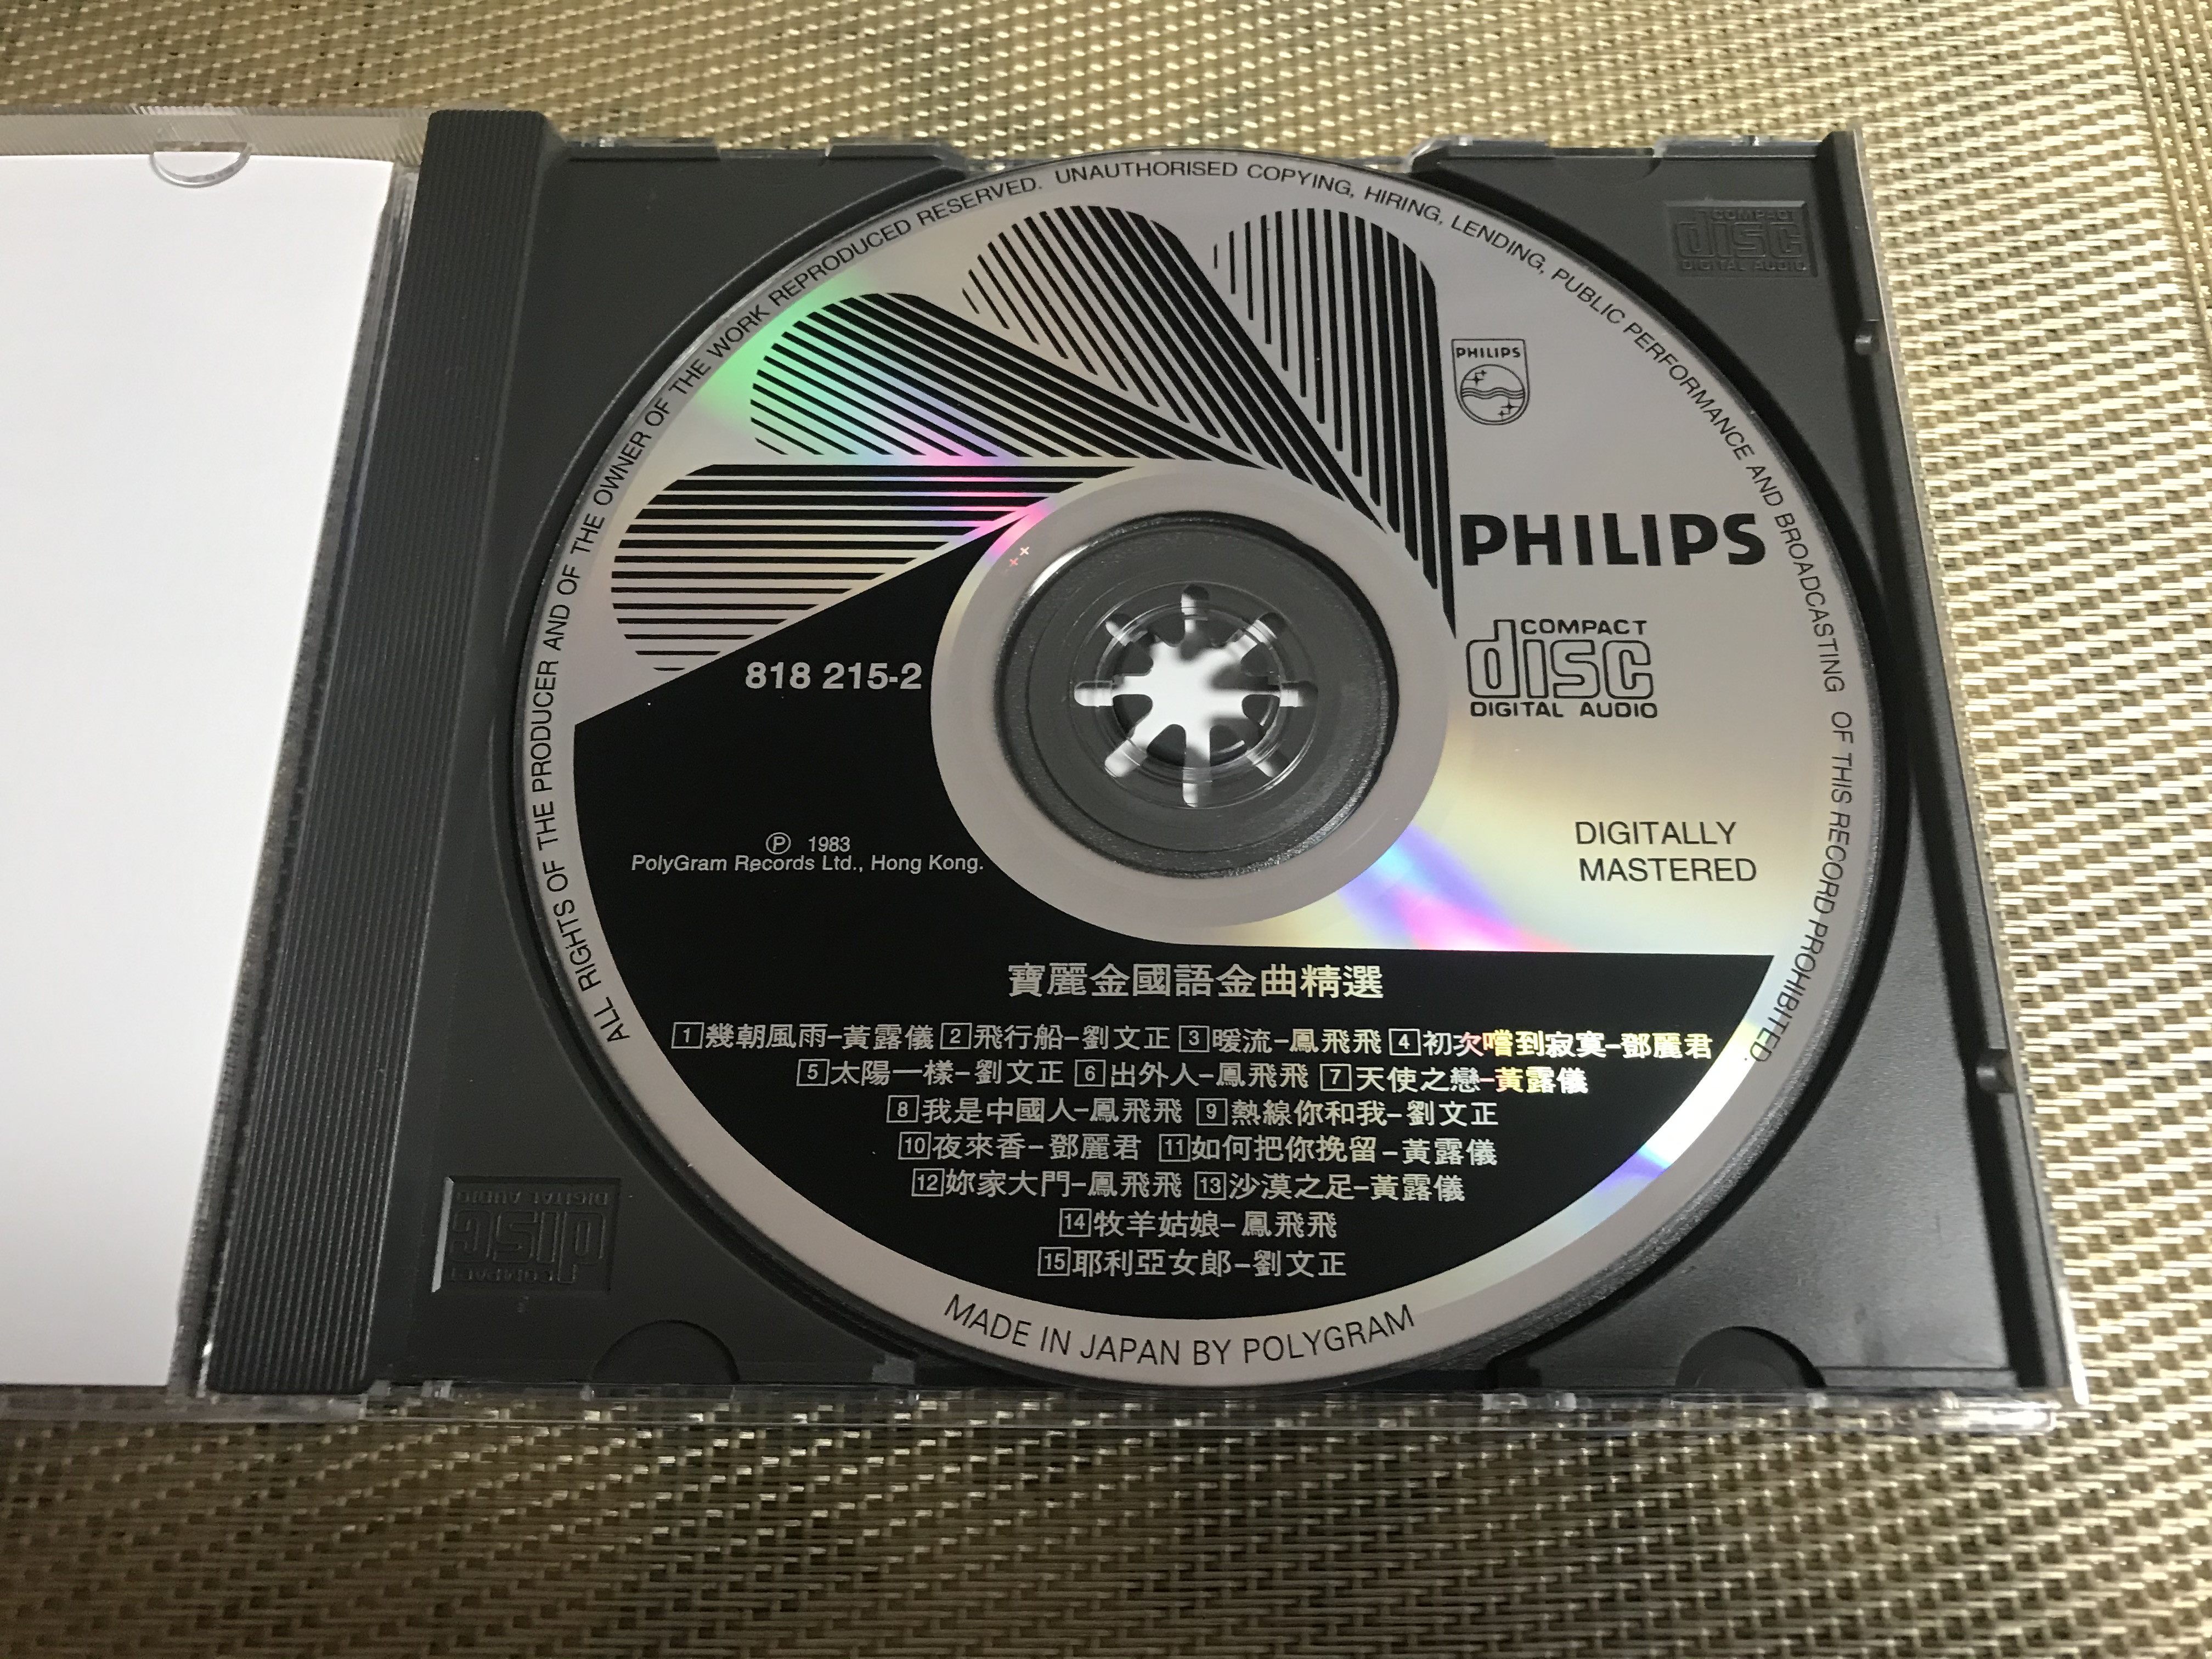 ALL RIGHTS OF THE PRODUCER AND OF THE OWNER OF THE WORK REPRODUCED RESERVED. UNAUTHORISED COPYING, HIRING, LENDING, PUBLIC PERFORMANCE AND BROADCASTING OF THIS RECORD PROHIBITED.
COMPACT
disc
DIGITAL AUDIO
PHILIPS
PHILIPS
COMPACT
disc
DIGITAL AUDIO
818 215-2
DIGITALLY
MASTERED
Ⓟ 1983
PolyGram Records Ltd., Hong Kong.
寶麗金國語金曲精選
1幾朝風雨-黃露儀 2飛行船-劉文正 3暖流-鳳飛飛 4初次嚐到寂寞-鄧麗君
5太陽一樣-劉文正 6出外人-鳳飛飛 7天使之戀-黃露儀
8我是中國人-鳳飛飛 9熱線你和我-劉文正
10夜來香-鄧麗君 11如何把你挽留-黃露儀
12妳家大門-鳳飛飛 13沙漠之足-黃露儀
14牧羊姑娘-鳳飛飛
15耶利亞女郎-劉文正
MADE IN JAPAN BY POLYGRAM
COMPACT
disc
DIGITAL AUDIO